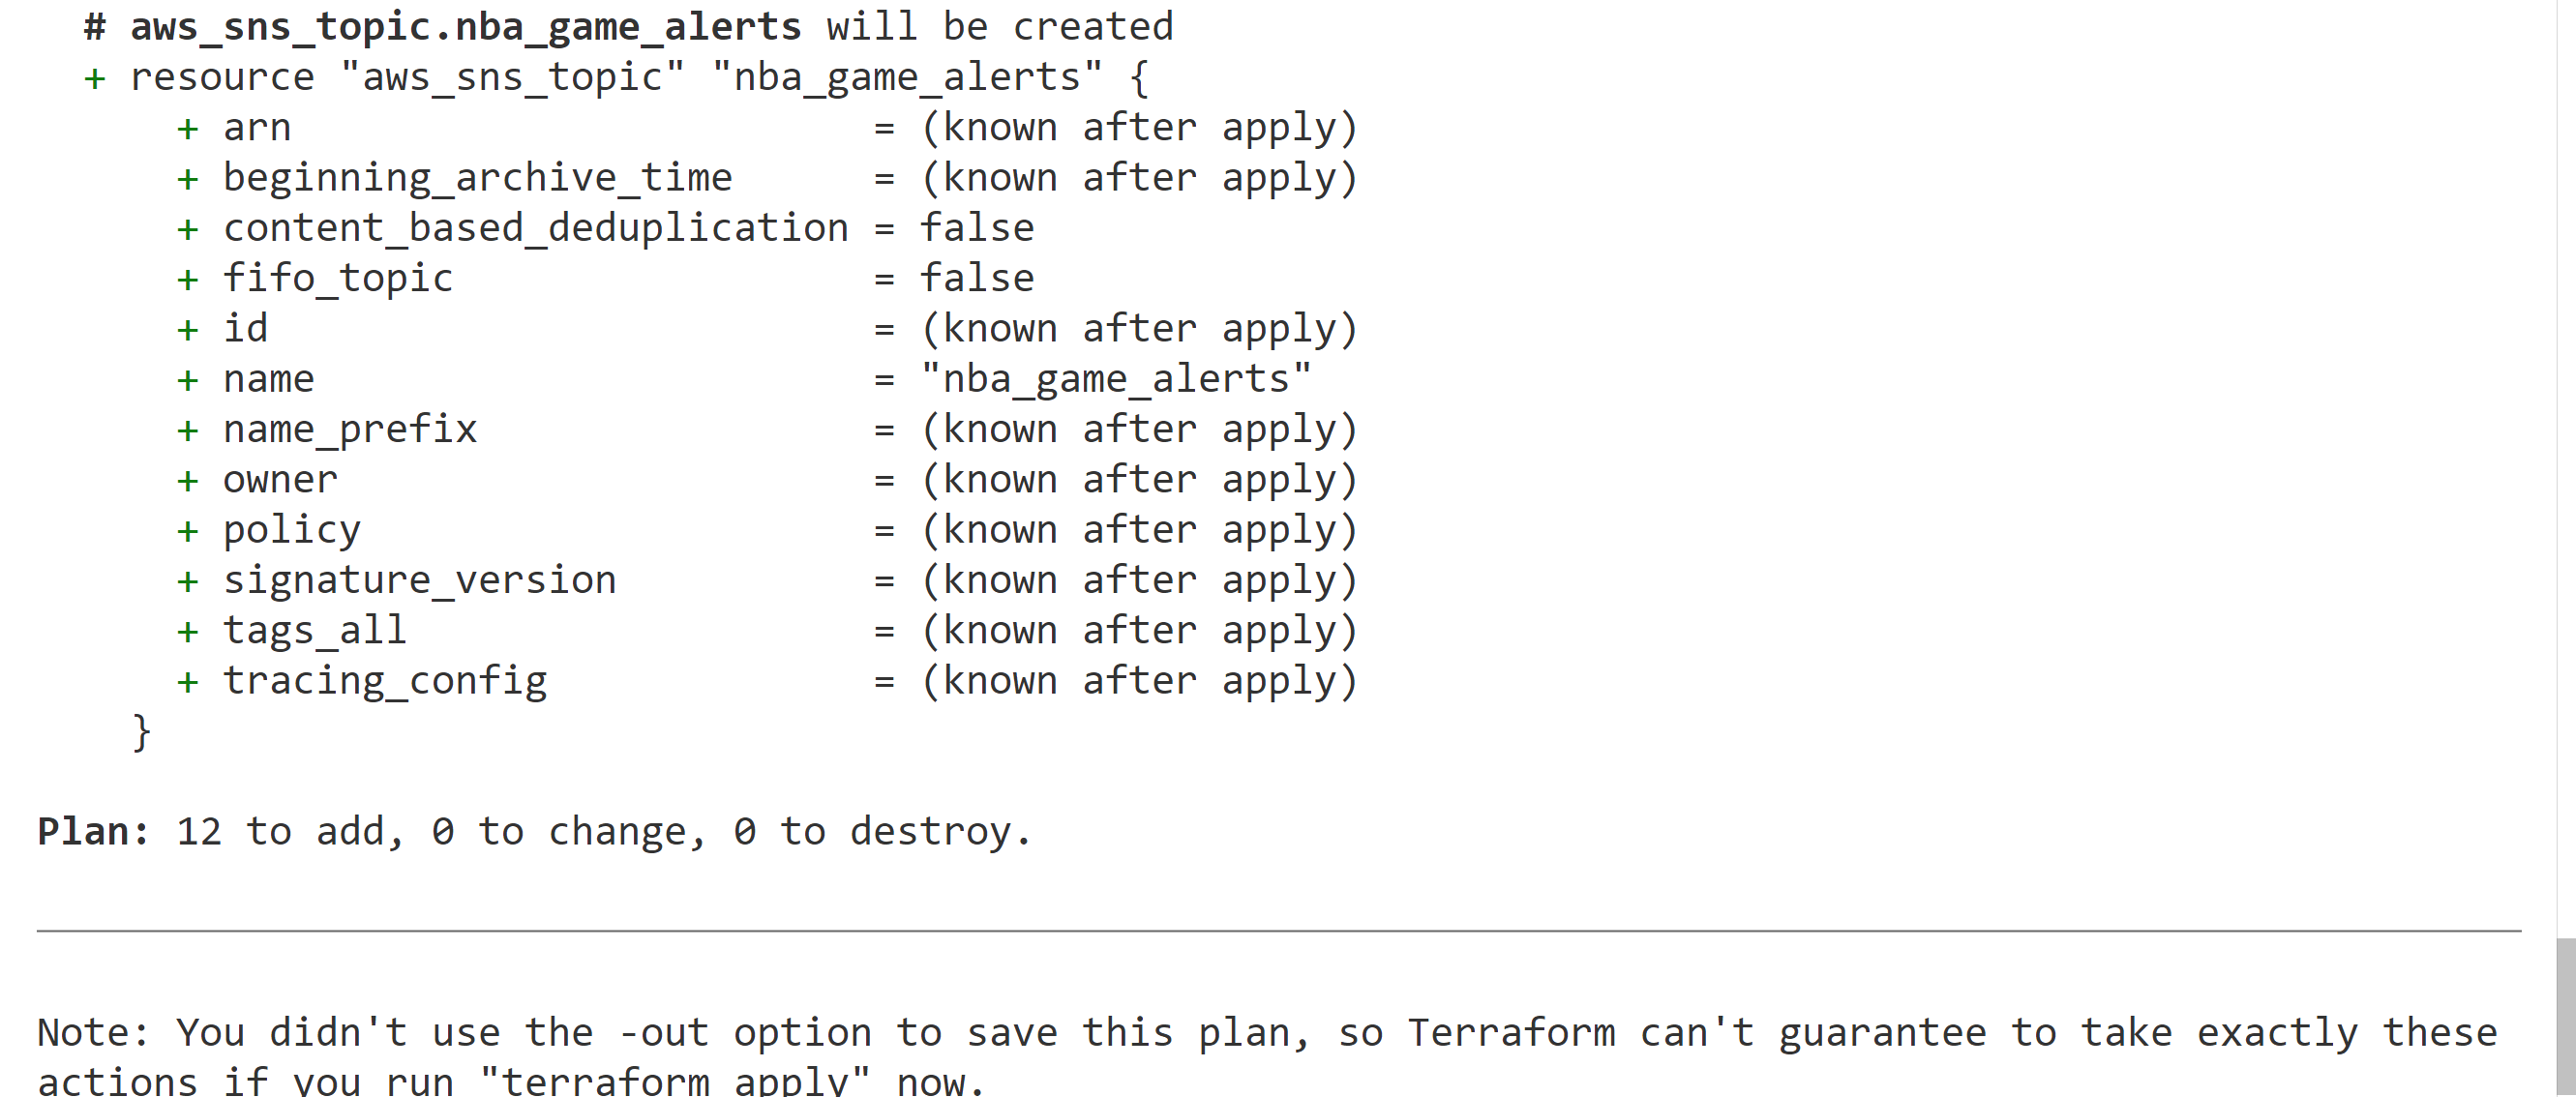 # aws_sns_topic.nba_game_alerts will be created
+ resource "aws_sns_topic" "nba_game_alerts" {
+ arn = (known after apply)
+ beginning_archive_time = (known after apply)
+ content_based_deduplication = false
+ fifo_topic = false
+ id = (known after apply)
+ name = "nba_game_alerts"
+ name_prefix = (known after apply)
+ owner = (known after apply)
+ policy = (known after apply)
+ signature_version = (known after apply)
+ tags_all = (known after apply)
+ tracing_config = (known after apply)
}
Plan: 12 to add, 0 to change, 0 to destroy.
Note: You didn't use the -out option to save this plan, so Terraform can't guarantee to take exactly these
actions if you run "terraform apply" now.